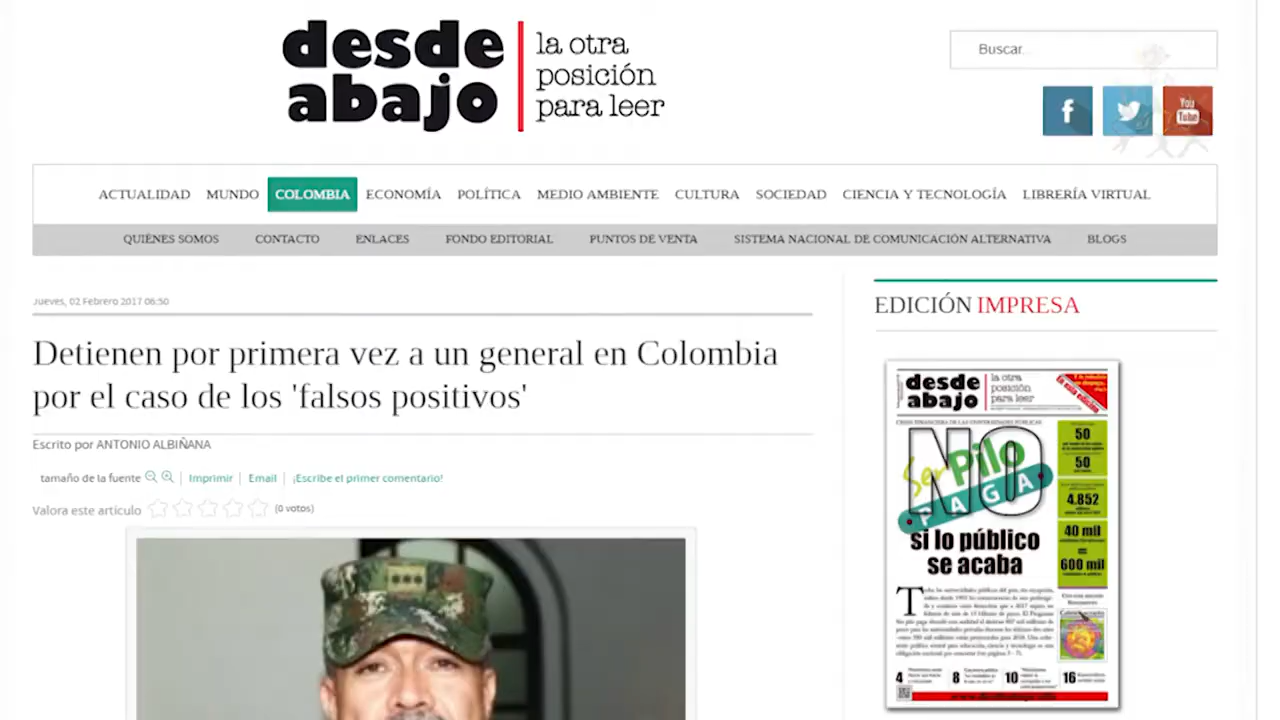 desde
abajo
la otra
posición
para leer
Buscar...
f
You
Tube
ACTUALIDAD MUNDO COLOMBIA ECONOMÍA POLÍTICA MEDIO AMBIENTE CULTURA SOCIEDAD CIENCIA Y TECNOLOGÍA LIBRERÍA VIRTUAL
QUIÉNES SOMOS CONTACTO ENLACES FONDO EDITORIAL PUNTOS DE VENTA SISTEMA NACIONAL DE COMUNICACIÓN ALTERNATIVA BLOGS
Jueves, 02 Febrero 2017 06:50
Detienen por primera vez a un general en Colombia
por el caso de los 'falsos positivos'
Escrito por ANTONIO ALBIÑANA
tamaño de la fuente Imprimir Email ¡Escribe el primer comentario!
Valora este artículo (0 votos)
EDICIÓN IMPRESA
desde
abajo
la otra
posición
para leer
NO
Ser Pilo
PAGA
si lo público
se acaba
50
50
4.852
40 mil
=
600 mil
4 8 10 16